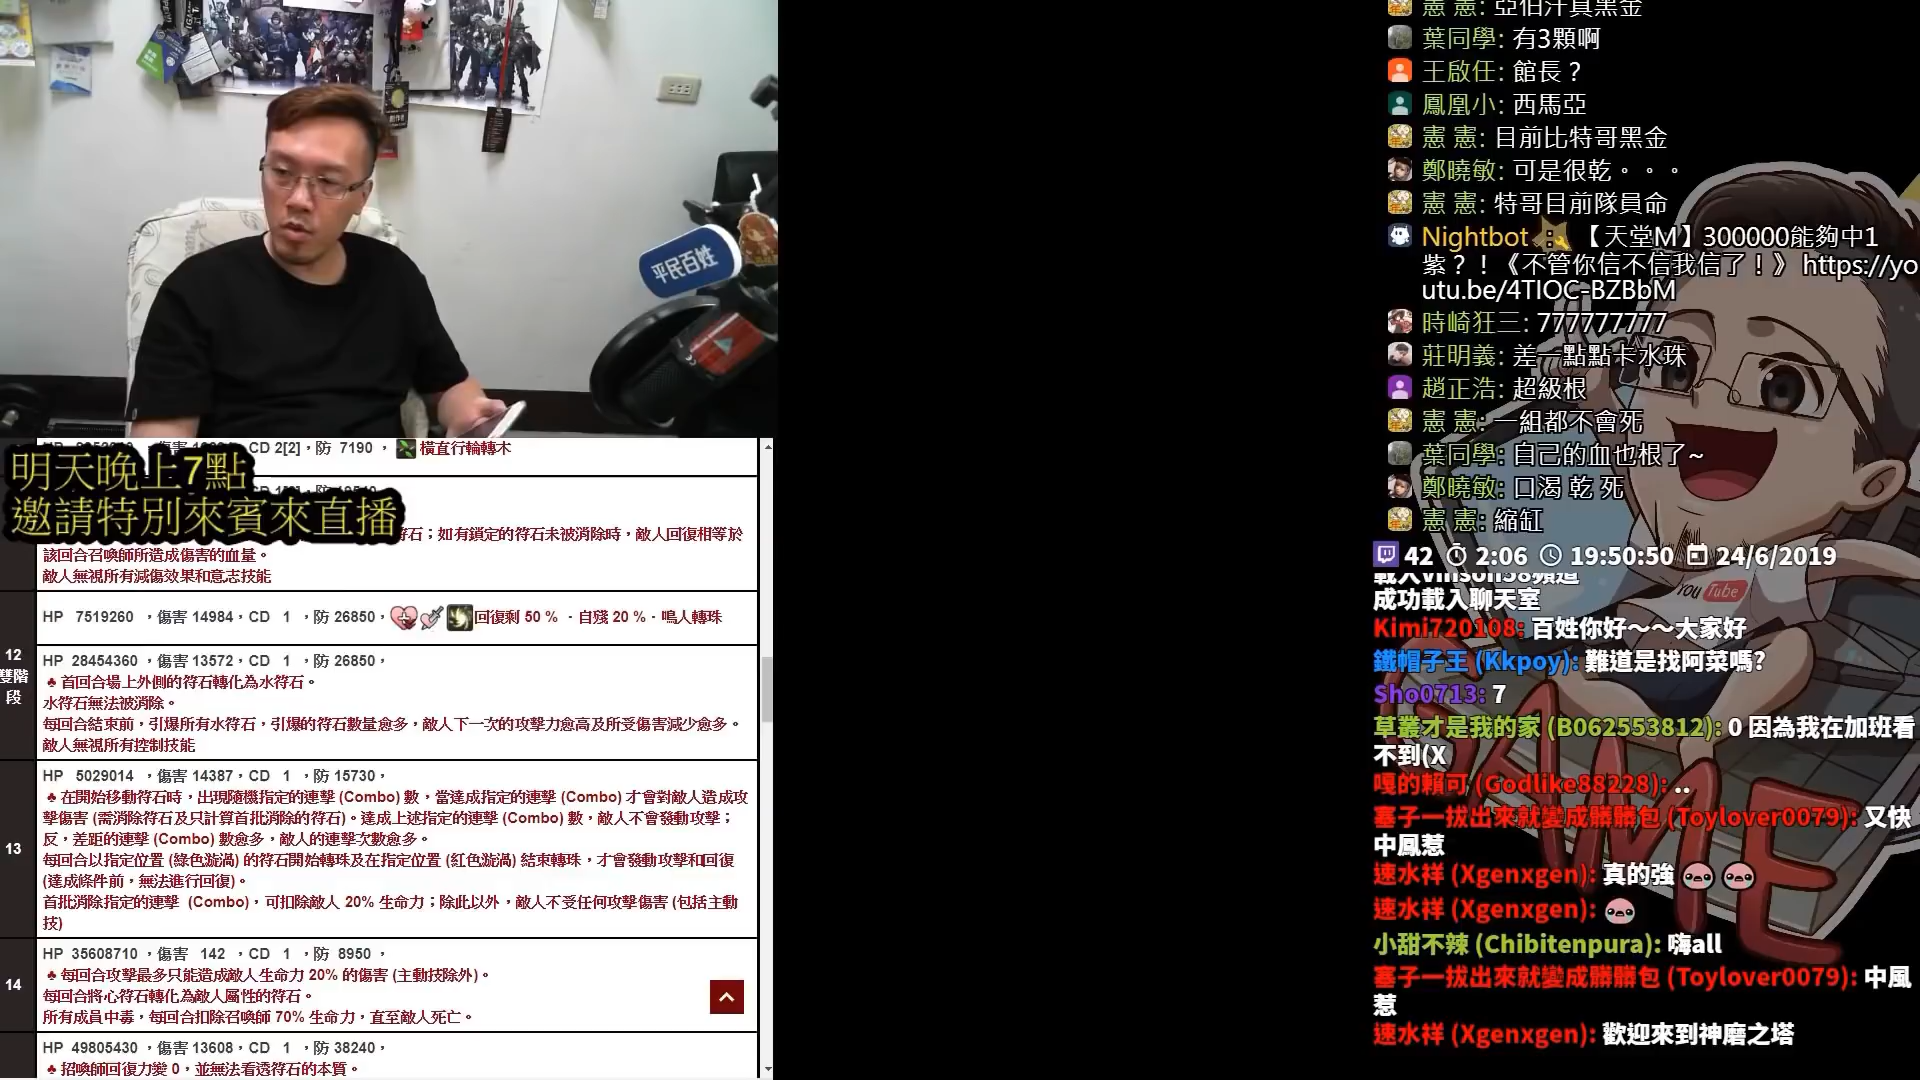 平民百姓
橫直行輪轉木
明天晚上7點
邀請特別來賓來直播
符石；如有鎖定的符石未被消除時，敵人回復相等於
該回合召喚師所造成傷害的血量。
敵人無視所有減傷效果和意志技能
HP 7519260 ，傷害 14984，CD 1 ，防 26850，回復剩 50 % ‧ 自殘 20 % ‧ 鳴人轉珠
12
雙階
段
HP 28454360 ，傷害 13572，CD 1 ，防 26850，
♣ 首回合場上外側的符石轉化為水符石。
水符石無法被消除。
每回合結束前，引爆所有水符石，引爆的符石數量愈多，敵人下一次的攻擊力愈高及所受傷害減少愈多。
敵人無視所有控制技能
13
HP 5029014 ，傷害 14387，CD 1 ，防 15730，
♣ 在開始移動符石時，出現隨機指定的連擊 (Combo) 數，當達成指定的連擊 (Combo) 才會對敵人造成攻
擊傷害 (需消除符石及只計算首批消除的符石)。達成上述指定的連擊 (Combo) 數，敵人不會發動攻擊；
反，差距的連擊 (Combo) 數愈多，敵人的連擊次數愈多。
每回合以指定位置 (綠色漩渦) 的符石開始轉珠及在指定位置 (紅色漩渦) 結束轉珠，才會發動攻擊和回復
(達成條件前，無法進行回復)。
首批消除指定的連擊 (Combo)，可扣除敵人 20% 生命力；除此以外，敵人不受任何攻擊傷害 (包括主動
技)
14
HP 35608710 ，傷害 142 ，CD 1 ，防 8950 ，
♣ 每回合攻擊最多只能造成敵人生命力 20% 的傷害 (主動技除外)。
每回合將心符石轉化為敵人屬性的符石。
所有成員中毒，每回合扣除召喚師 70% 生命力，直至敵人死亡。
HP 49805430 ，傷害 13608，CD 1 ，防 38240，
♣ 招喚師回復力變 0，並無法看透符石的本質。
憲 憲: 亞伯汗真黑金
葉同學: 有3顆啊
王啟任: 館長？
鳳凰小: 西馬亞
憲 憲: 目前比特哥黑金
鄭曉敏: 可是很乾。。。
憲 憲: 特哥目前隊員命
Nightbot : 【天堂M】300000能夠中1
紫？！《不管你信不信我信了！》 https://yo
utu.be/4TIOC-BZBbM
時崎狂三: 777777777
莊明義: 差一點點卡水珠
趙正浩: 超級根
憲 憲: 一組都不會死
葉同學: 自己的血也根了~
鄭曉敏: 口渴 乾 死
憲 憲: 縮缸
42 2:06 19:50:50 24/6/2019
載入vinson58頻道
成功載入聊天室
Kimi720108: 百姓你好～～大家好
鐵帽子王 (Kkpoy): 難道是找阿菜嗎?
Sho0713: 7
草叢才是我的家 (B062553812): 0 因為我在加班看
不到(X
嘎的賴可 (Godlike88228): ..
塞子一拔出來就變成髒髒包 (Toylover0079): 又快
中風惹
速水祥 (Xgenxgen): 真的強
速水祥 (Xgenxgen):
小甜不辣 (Chibitenpura): 嗨all
塞子一拔出來就變成髒髒包 (Toylover0079): 中風
惹
速水祥 (Xgenxgen): 歡迎來到神磨之塔
You Tube
GAME